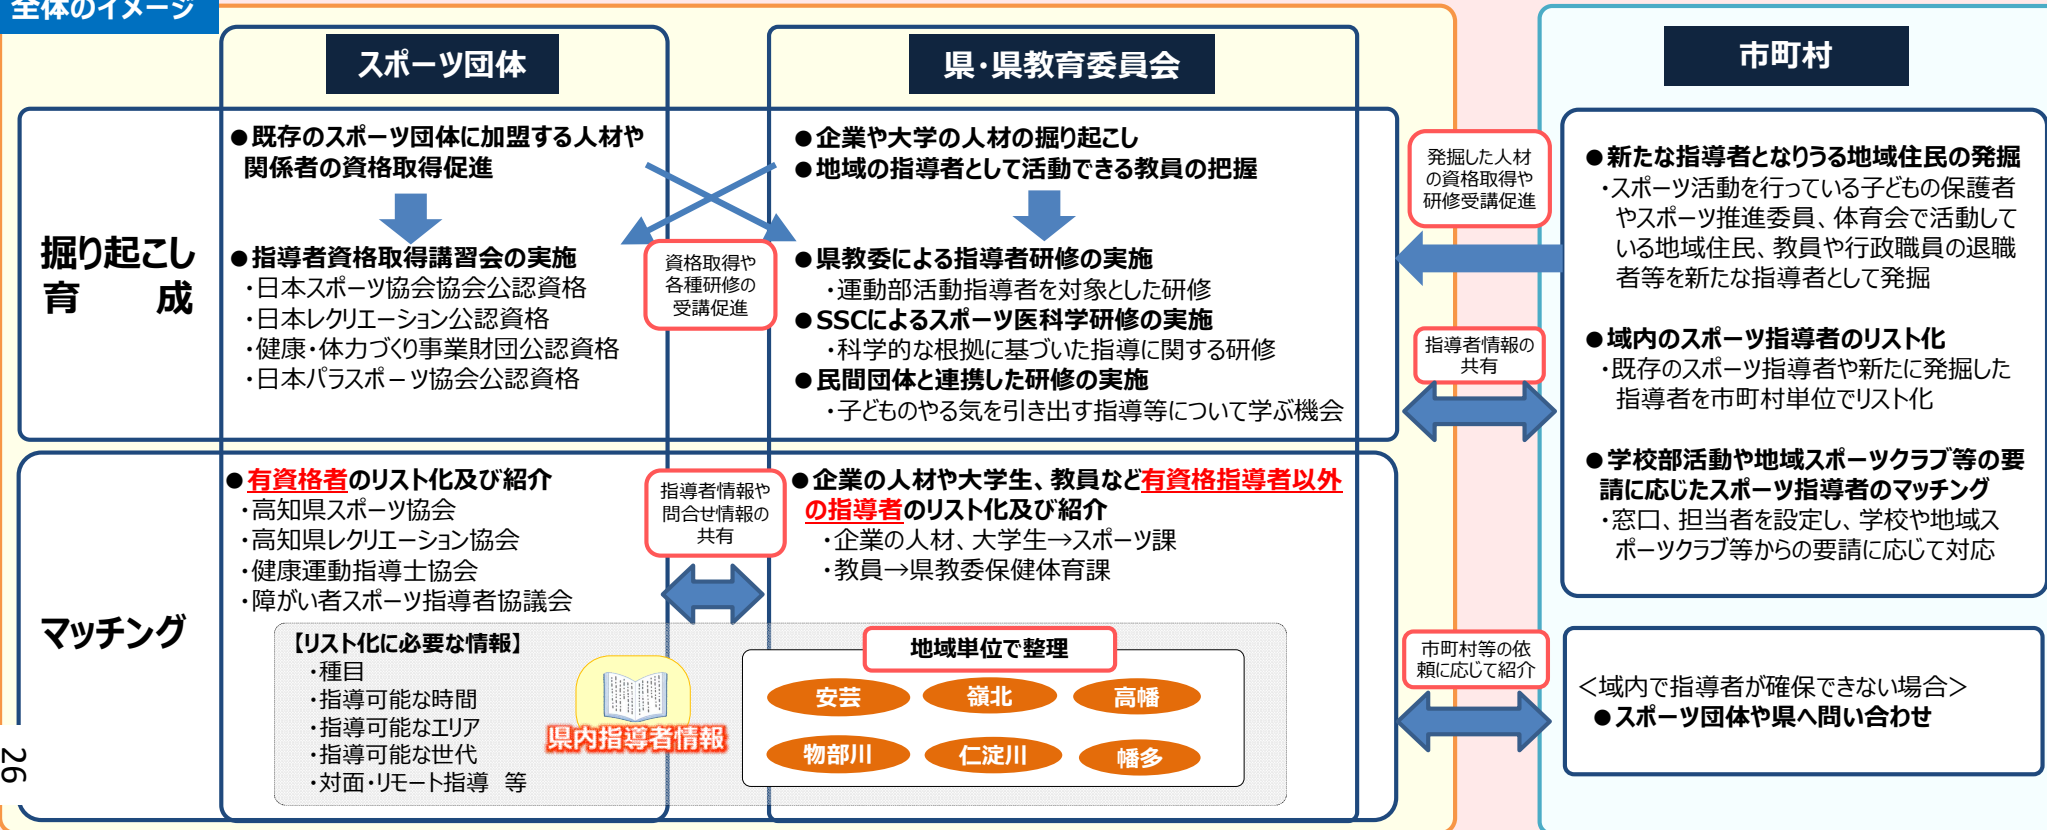 全体のイメージ
スポーツ団体
県・県教育委員会
市町村
掘り起こし
育　成
●既存のスポーツ団体に加盟する人材や
関係者の資格取得促進
●指導者資格取得講習会の実施
・日本スポーツ協会協会公認資格
・日本レクリエーション公認資格
・健康・体力づくり事業財団公認資格
・日本パラスポーツ協会公認資格
資格取得や
各種研修の
受講促進
●企業や大学の人材の掘り起こし
●地域の指導者として活動できる教員の把握
●県教委による指導者研修の実施
・運動部活動指導者を対象とした研修
●SSCによるスポーツ医科学研修の実施
・科学的な根拠に基づいた指導に関する研修
●民間団体と連携した研修の実施
・子どものやる気を引き出す指導等について学ぶ機会
発掘した人材
の資格取得や
研修受講促進
指導者情報の
共有
●新たな指導者となりうる地域住民の発掘
・スポーツ活動を行っている子どもの保護者
やスポーツ推進委員、体育会で活動して
いる地域住民、教員や行政職員の退職
者等を新たな指導者として発掘
●域内のスポーツ指導者のリスト化
・既存のスポーツ指導者や新たに発掘した
指導者を市町村単位でリスト化
●学校部活動や地域スポーツクラブ等の要
請に応じたスポーツ指導者のマッチング
・窓口、担当者を設定し、学校や地域ス
ポーツクラブ等からの要請に応じて対応
マッチング
●有資格者のリスト化及び紹介
・高知県スポーツ協会
・高知県レクリエーション協会
・健康運動指導士協会
・障がい者スポーツ指導者協議会
指導者情報や
問合せ情報の
共有
●企業の人材や大学生、教員など有資格指導者以外
の指導者のリスト化及び紹介
・企業の人材、大学生→スポーツ課
・教員→県教委保健体育課
【リスト化に必要な情報】
・種目
・指導可能な時間
・指導可能なエリア
・指導可能な世代
・対面・リモート指導　等
県内指導者情報
地域単位で整理
安芸
嶺北
高幡
物部川
仁淀川
幡多
市町村等の依
頼に応じて紹介
＜域内で指導者が確保できない場合＞
●スポーツ団体や県へ問い合わせ
26